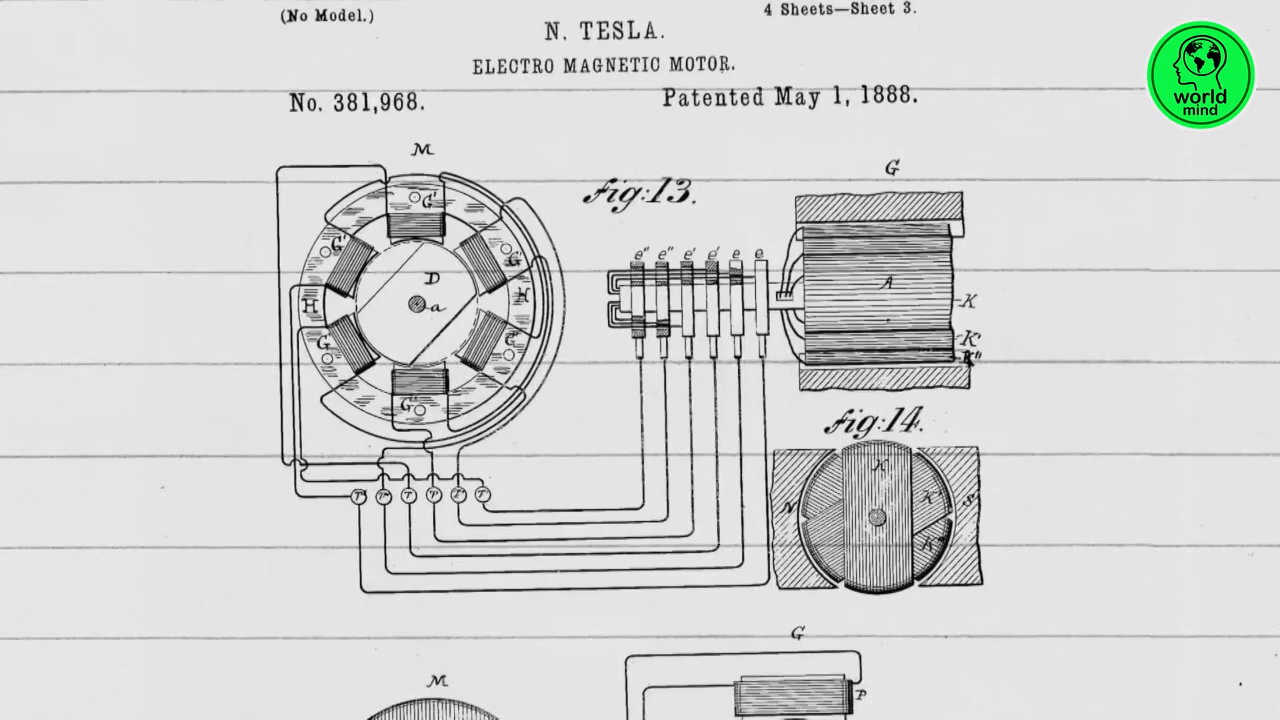 (No Model.)
4 Sheets—Sheet 3.
N. TESLA.
ELECTRO MAGNETIC MOTOR.
No. 381,968.
Patented May 1, 1888.
world
mind
M
Fig: 13.
G
G'
G'
G'
D
a
H
H
G
G''
G''
e'' e'' e' e' e e
A
K
K'
K''
Fig: 14.
N
K
K'
K''
S
T' T' T T T' T'
G
M
P